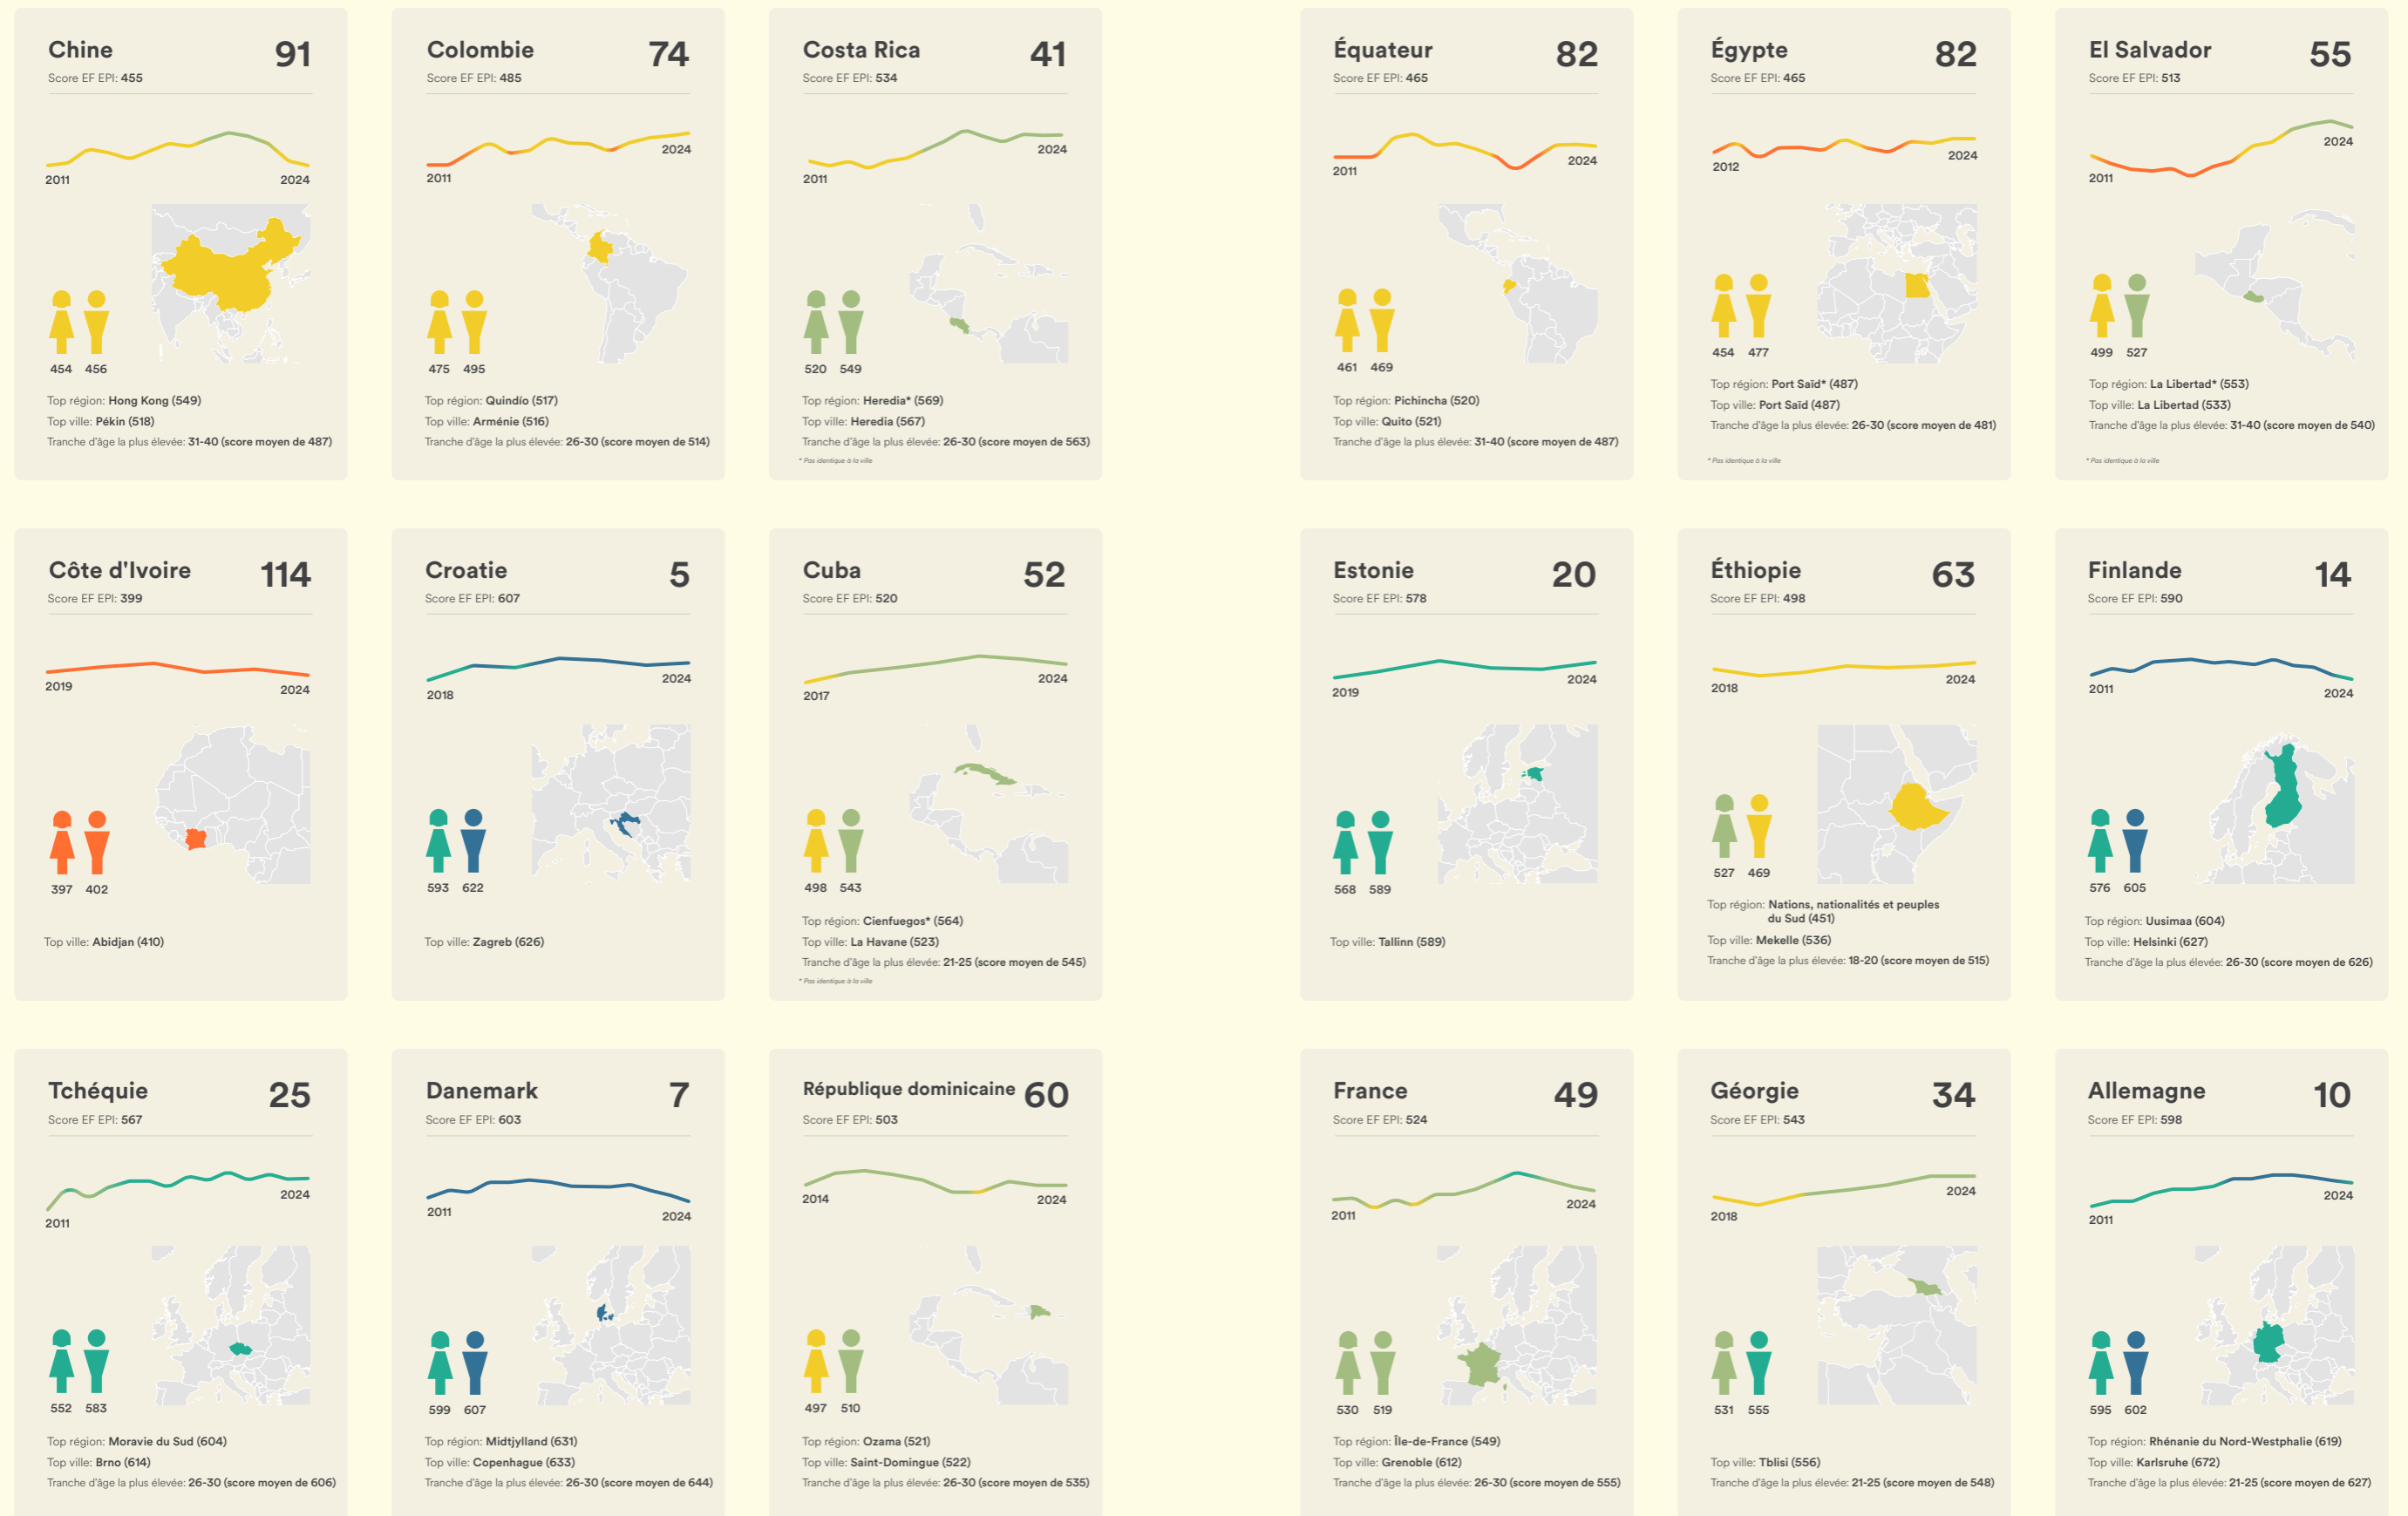 Chine 91
Score EF EPI: 455
2011 2024
454 456
Top région: Hong Kong (549)
Top ville: Pékin (518)
Tranche d'âge la plus élevée: 31-40 (score moyen de 487)
Colombie 74
Score EF EPI: 485
2011 2024
475 495
Top région: Quindío (517)
Top ville: Arménie (516)
Tranche d'âge la plus élevée: 26-30 (score moyen de 514)
Costa Rica 41
Score EF EPI: 534
2011 2024
520 549
Top région: Heredia* (569)
Top ville: Heredia (567)
Tranche d'âge la plus élevée: 26-30 (score moyen de 563)
* Pas identique à la ville
Équateur 82
Score EF EPI: 465
2011 2024
461 469
Top région: Pichincha (520)
Top ville: Quito (521)
Tranche d'âge la plus élevée: 31-40 (score moyen de 487)
Égypte 82
Score EF EPI: 465
2012 2024
454 477
Top région: Port Saïd* (487)
Top ville: Port Saïd (487)
Tranche d'âge la plus élevée: 26-30 (score moyen de 481)
* Pas identique à la ville
El Salvador 55
Score EF EPI: 513
2011 2024
499 527
Top région: La Libertad* (553)
Top ville: La Libertad (533)
Tranche d'âge la plus élevée: 31-40 (score moyen de 540)
* Pas identique à la ville
Côte d'Ivoire 114
Score EF EPI: 399
2019 2024
397 402
Top ville: Abidjan (410)
Croatie 5
Score EF EPI: 607
2018 2024
593 622
Top ville: Zagreb (626)
Cuba 52
Score EF EPI: 520
2017 2024
498 543
Top région: Cienfuegos* (564)
Top ville: La Havane (523)
Tranche d'âge la plus élevée: 21-25 (score moyen de 545)
* Pas identique à la ville
Estonie 20
Score EF EPI: 578
2019 2024
568 589
Top ville: Tallinn (589)
Éthiopie 63
Score EF EPI: 498
2018 2024
527 469
Top région: Nations, nationalités et peuples
du Sud (451)
Top ville: Mekelle (536)
Tranche d'âge la plus élevée: 18-20 (score moyen de 515)
Finlande 14
Score EF EPI: 590
2011 2024
576 605
Top région: Uusimaa (604)
Top ville: Helsinki (627)
Tranche d'âge la plus élevée: 26-30 (score moyen de 626)
Tchéquie 25
Score EF EPI: 567
2011 2024
552 583
Top région: Moravie du Sud (604)
Top ville: Brno (614)
Tranche d'âge la plus élevée: 26-30 (score moyen de 606)
Danemark 7
Score EF EPI: 603
2011 2024
599 607
Top région: Midtjylland (631)
Top ville: Copenhague (633)
Tranche d'âge la plus élevée: 26-30 (score moyen de 644)
République dominicaine 60
Score EF EPI: 503
2014 2024
497 510
Top région: Ozama (521)
Top ville: Saint-Domingue (522)
Tranche d'âge la plus élevée: 26-30 (score moyen de 535)
France 49
Score EF EPI: 524
2011 2024
530 519
Top région: Île-de-France (549)
Top ville: Grenoble (612)
Tranche d'âge la plus élevée: 26-30 (score moyen de 555)
Géorgie 34
Score EF EPI: 543
2018 2024
531 555
Top ville: Tblisi (556)
Tranche d'âge la plus élevée: 21-25 (score moyen de 548)
Allemagne 10
Score EF EPI: 598
2011 2024
595 602
Top région: Rhénanie du Nord-Westphalie (619)
Top ville: Karlsruhe (672)
Tranche d'âge la plus élevée: 21-25 (score moyen de 627)